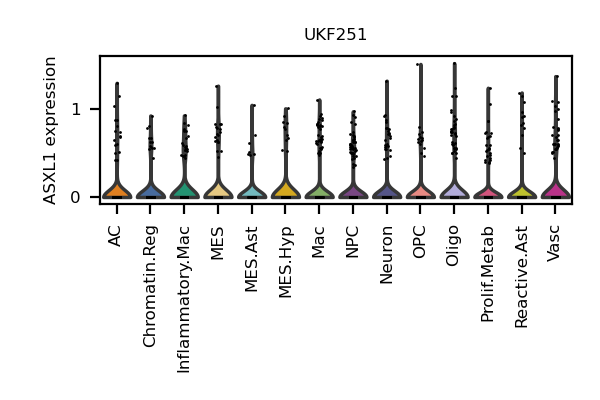 UKF251
ASXL1 expression
1
0
AC
Chromatin.Reg
Inflammatory.Mac
MES
MES.Ast
MES.Hyp
Mac
NPC
Neuron
OPC
Oligo
Prolif.Metab
Reactive.Ast
Vasc